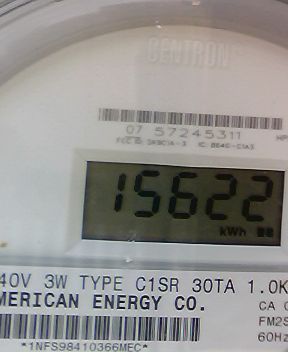 CENTRON
07 57245311
15622
kWh
40V 3W TYPE C1SR 30TA 1.0K
MERICAN ENERGY CO.
CA
FM2S
60Hz
*1NFS98410366MEC*